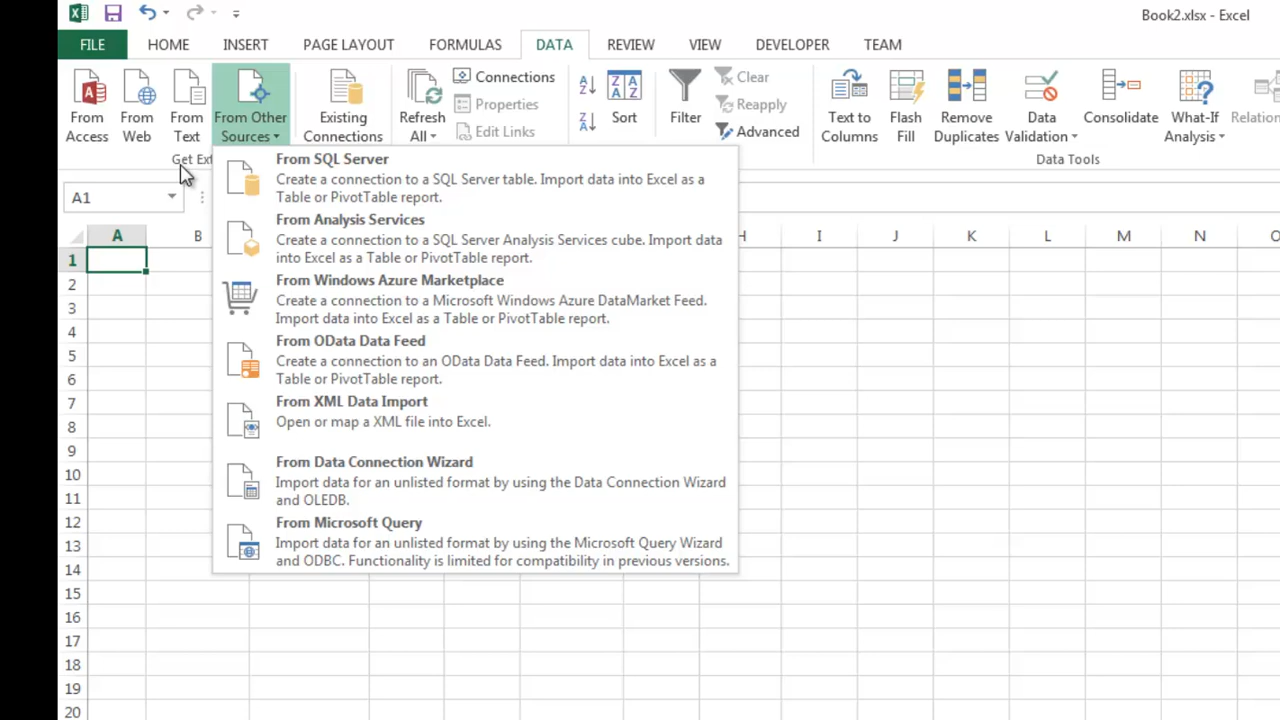 Book2.xlsx - Excel
FILE HOME INSERT PAGE LAYOUT FORMULAS DATA REVIEW VIEW DEVELOPER TEAM
From Access
From Web
From Text
From Other Sources
Existing Connections
Refresh All
Connections
Properties
Edit Links
Sort
Filter
Clear
Reapply
Advanced
Text to Columns
Flash Fill
Remove Duplicates
Data Validation
Consolidate
What-If Analysis
Get
Data Tools
A1
From SQL Server
Create a connection to a SQL Server table. Import data into Excel as a
Table or PivotTable report.
From Analysis Services
Create a connection to a SQL Server Analysis Services cube. Import data
into Excel as a Table or PivotTable report.
From Windows Azure Marketplace
Create a connection to a Microsoft Windows Azure DataMarket Feed.
Import data into Excel as a Table or PivotTable report.
From OData Data Feed
Create a connection to an OData Data Feed. Import data into Excel as a
Table or PivotTable report.
From XML Data Import
Open or map a XML file into Excel.
From Data Connection Wizard
Import data for an unlisted format by using the Data Connection Wizard
and OLEDB.
From Microsoft Query
Import data for an unlisted format by using the Microsoft Query Wizard
and ODBC. Functionality is limited for compatibility in previous versions.
A B H I J K L M N
1
2
3
4
5
6
7
8
9
10
11
12
13
14
15
16
17
18
19
20